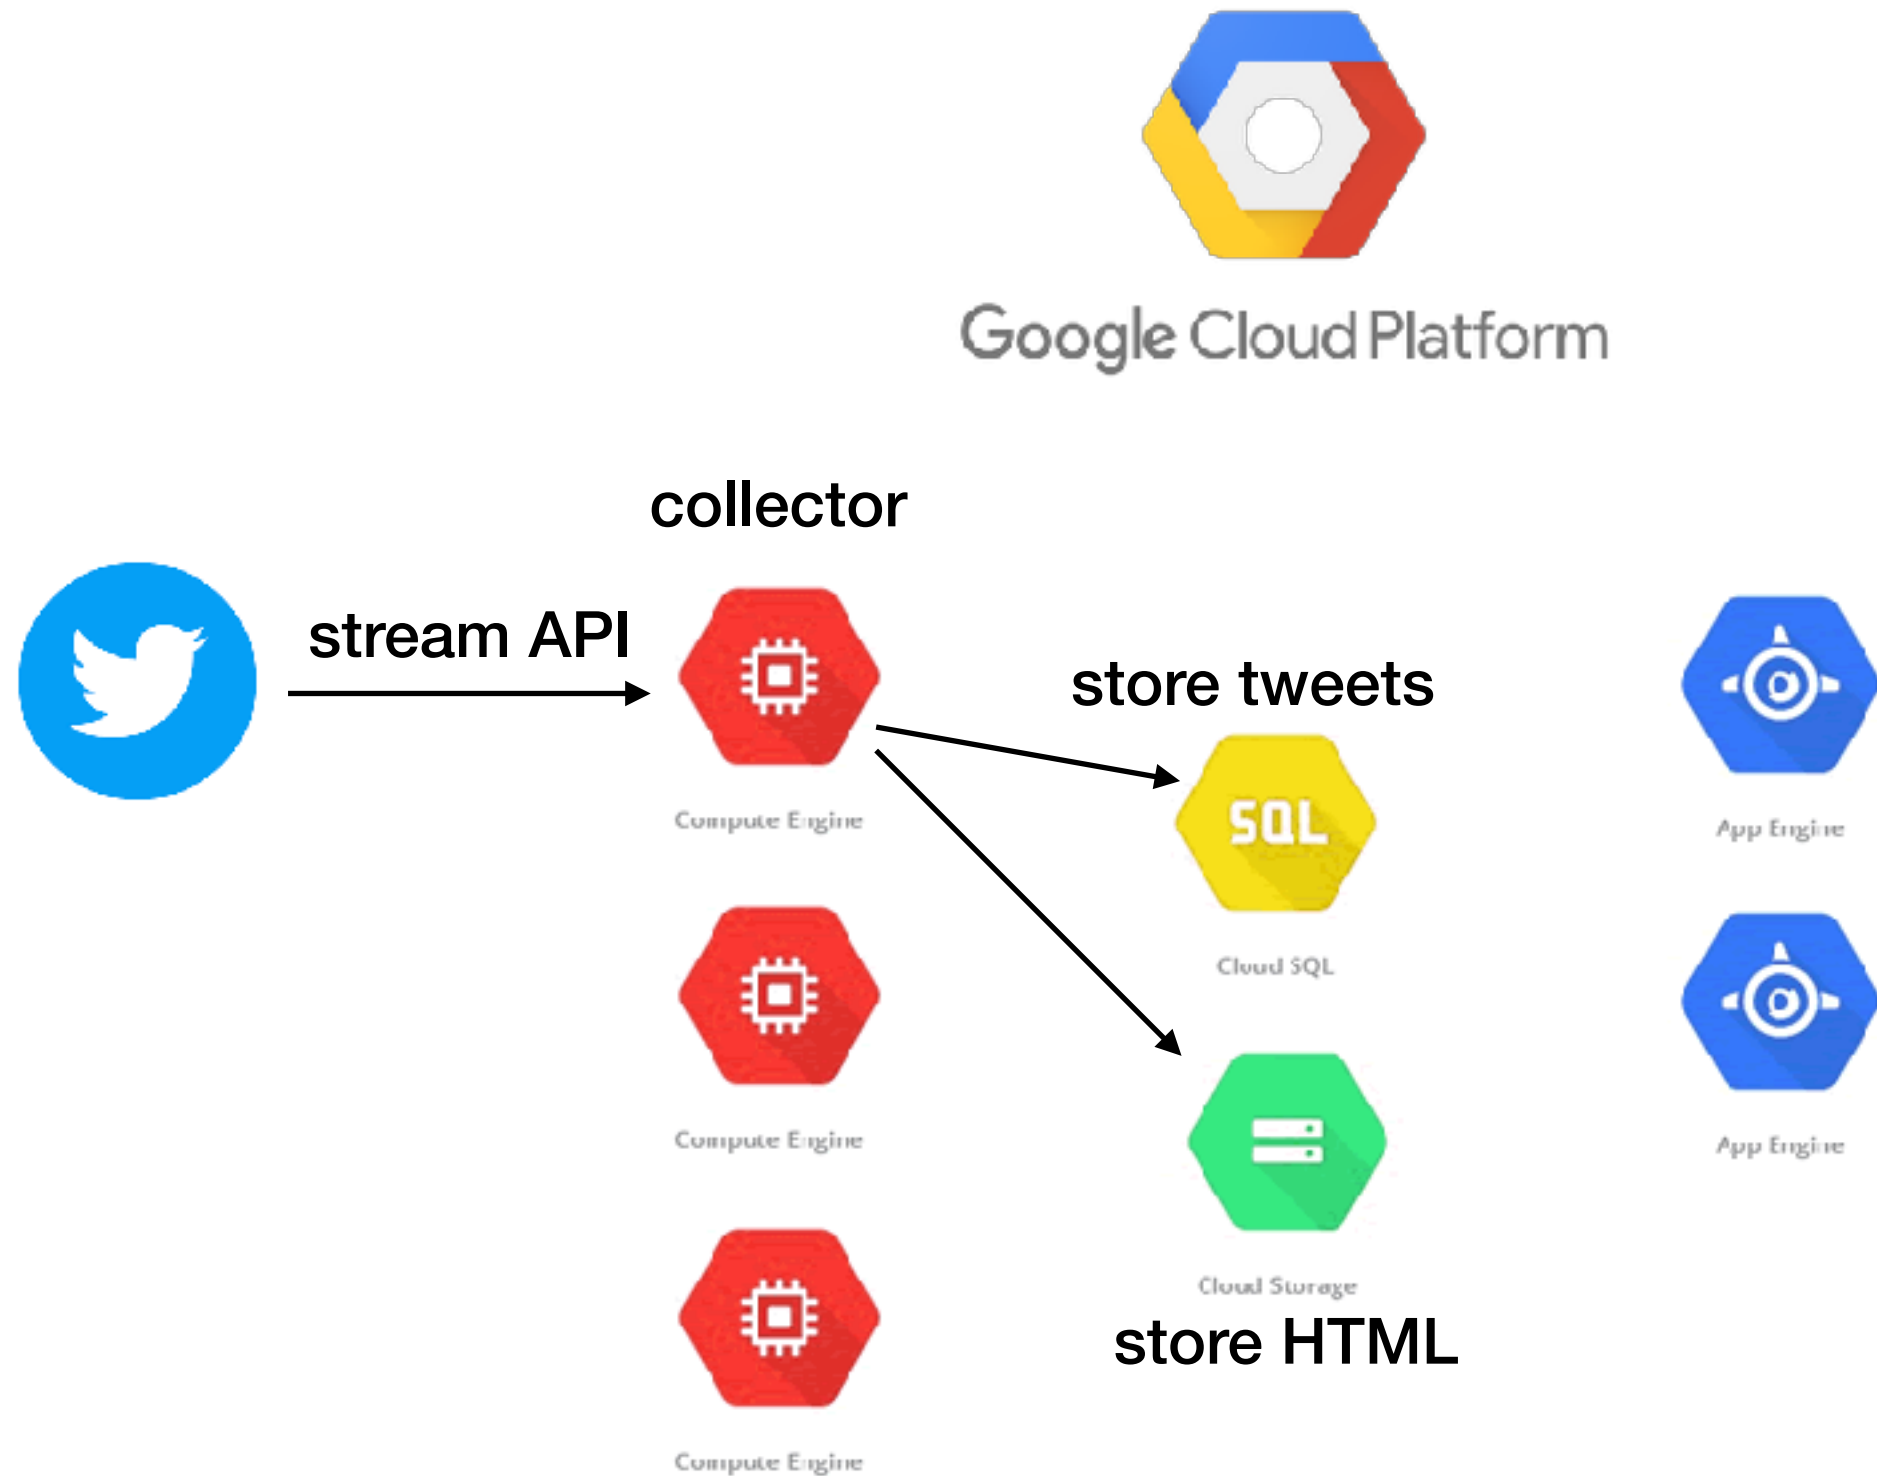 Google Cloud Platform
collector
stream API
store tweets
SQL
Compute Engine
App Engine
Cloud SQL
Compute Engine
App Engine
Cloud Storage
store HTML
Compute Engine